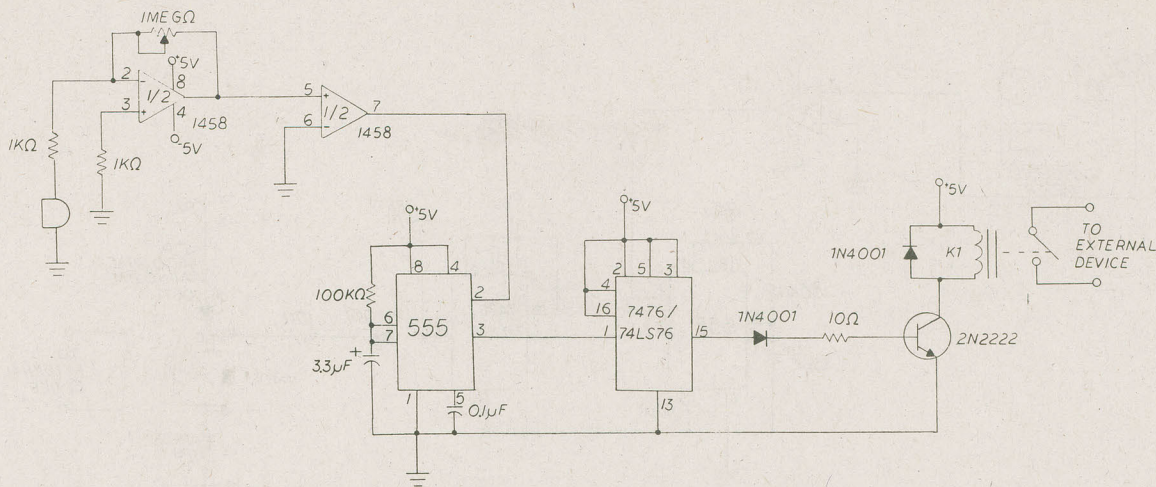 1MEGΩ
+5V
2
-
8
1/2
3
+
4
1458
-5V
1KΩ
1KΩ
5
+
1/2
7
6
-
1458
+5V
8
4
100KΩ
2
6
7
555
3
+
3.3µF
1
5
0.1µF
+5V
2
5
3
4
16
7476/
1
74LS76
15
13
1N4001
10Ω
+5V
1N4001
K1
2N2222
TO
EXTERNAL
DEVICE